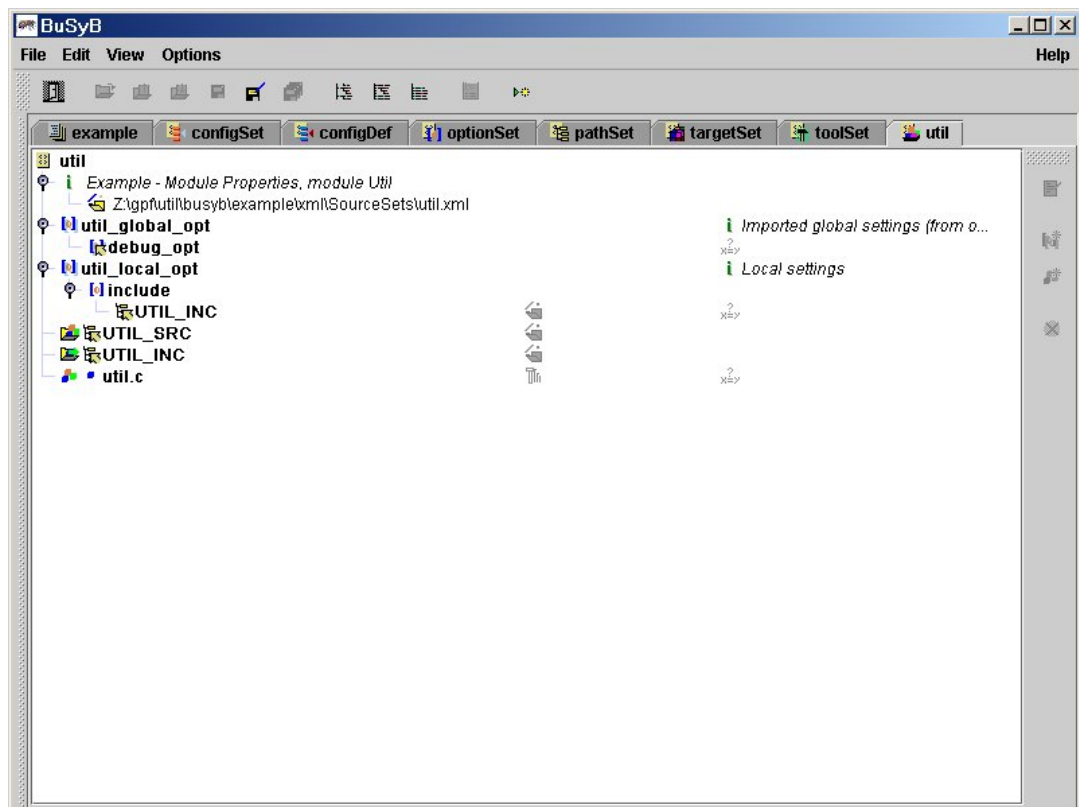 BuSyB
File Edit View Options Help
example configSet configDef optionSet pathSet targetSet toolSet util
util
i Example - Module Properties, module Util
Z:\gpf\util\busyb\example\xml\SourceSets\util.xml
util_global_opt i Imported global settings (from o...
debug_opt ? x=y
util_local_opt i Local settings
include
UTIL_INC ? x=y
UTIL_SRC
UTIL_INC
util.c ? x=y